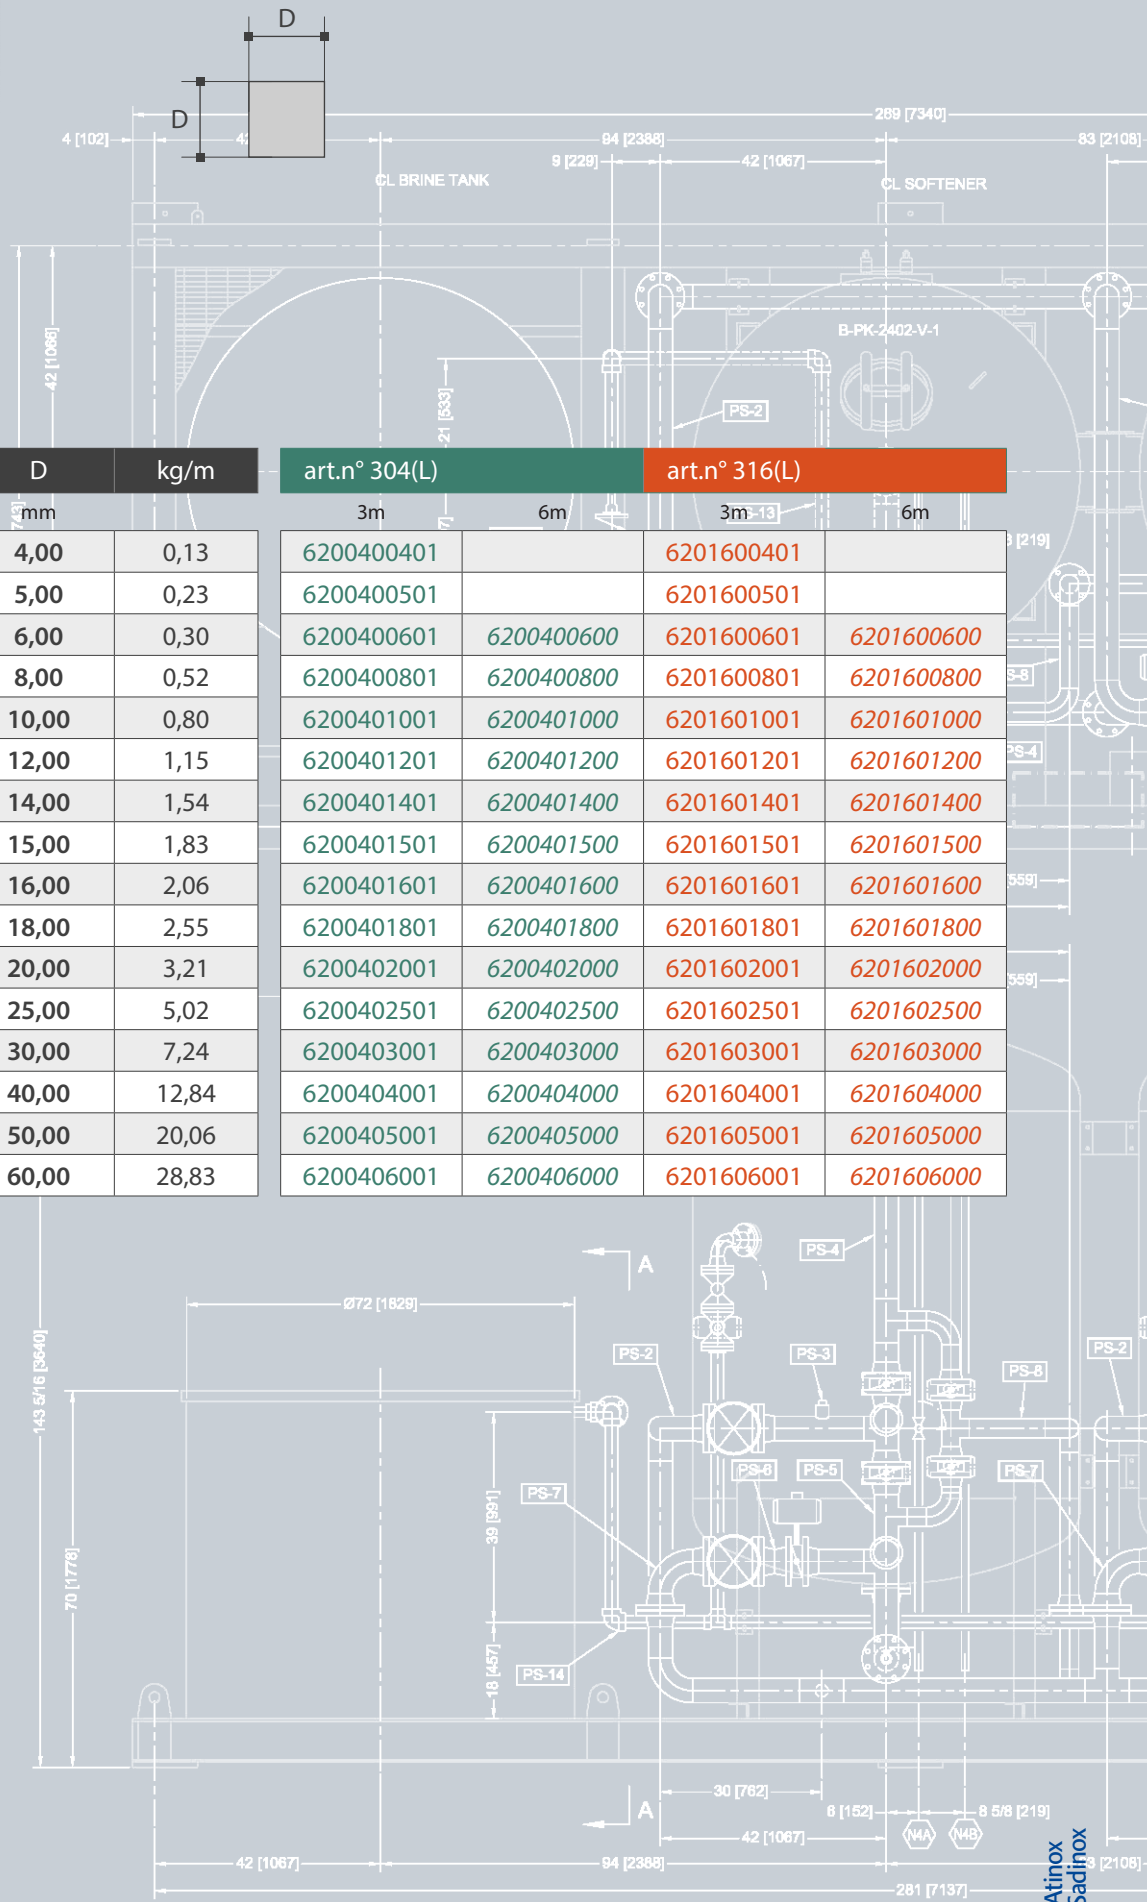 D
D
269 [7340]
4 [102]
94 [2388]
83 [2108]
9 [229]
42 [1067]
CL BRINE TANK
CL SOFTENER
B-PK-2402-V-1
42 [1066]
21 [533]
PS-2
D kg/m art.n° 304(L) art.n° 316(L)
mm 3m 6m 3m 6m
4,00 0,13 6200400401 6201600401
5,00 0,23 6200400501 6201600501
6,00 0,30 6200400601 6200400600 6201600601 6201600600
8,00 0,52 6200400801 6200400800 6201600801 6201600800
10,00 0,80 6200401001 6200401000 6201601001 6201601000
12,00 1,15 6200401201 6200401200 6201601201 6201601200
14,00 1,54 6200401401 6200401400 6201601401 6201601400
15,00 1,83 6200401501 6200401500 6201601501 6201601500
16,00 2,06 6200401601 6200401600 6201601601 6201601600
18,00 2,55 6200401801 6200401800 6201601801 6201601800
20,00 3,21 6200402001 6200402000 6201602001 6201602000
25,00 5,02 6200402501 6200402500 6201602501 6201602500
30,00 7,24 6200403001 6200403000 6201603001 6201603000
40,00 12,84 6200404001 6200404000 6201604001 6201604000
50,00 20,06 6200405001 6200405000 6201605001 6201605000
60,00 28,83 6200406001 6200406000 6201606001 6201606000
[219]
PS-4
559]
559]
PS-4
A
Ø72 [1829]
143 5/16 [3640]
PS-2
PS-3
PS-8
PS-2
PS-6
PS-5
PS-7
PS-7
39 [991]
70 [1778]
18 [457]
PS-14
30 [762]
A
6 [152]
8 5/8 [219]
42 [1067]
N4A
N4B
42 [1067]
94 [2388]
[2108]
281 [7137]
Atinox
Sadinox